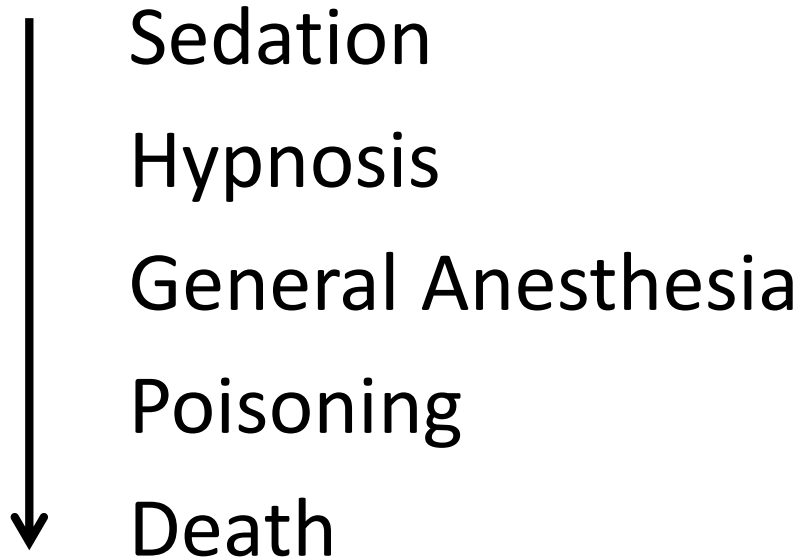 Sedation
Hypnosis
General Anesthesia
Poisoning
Death